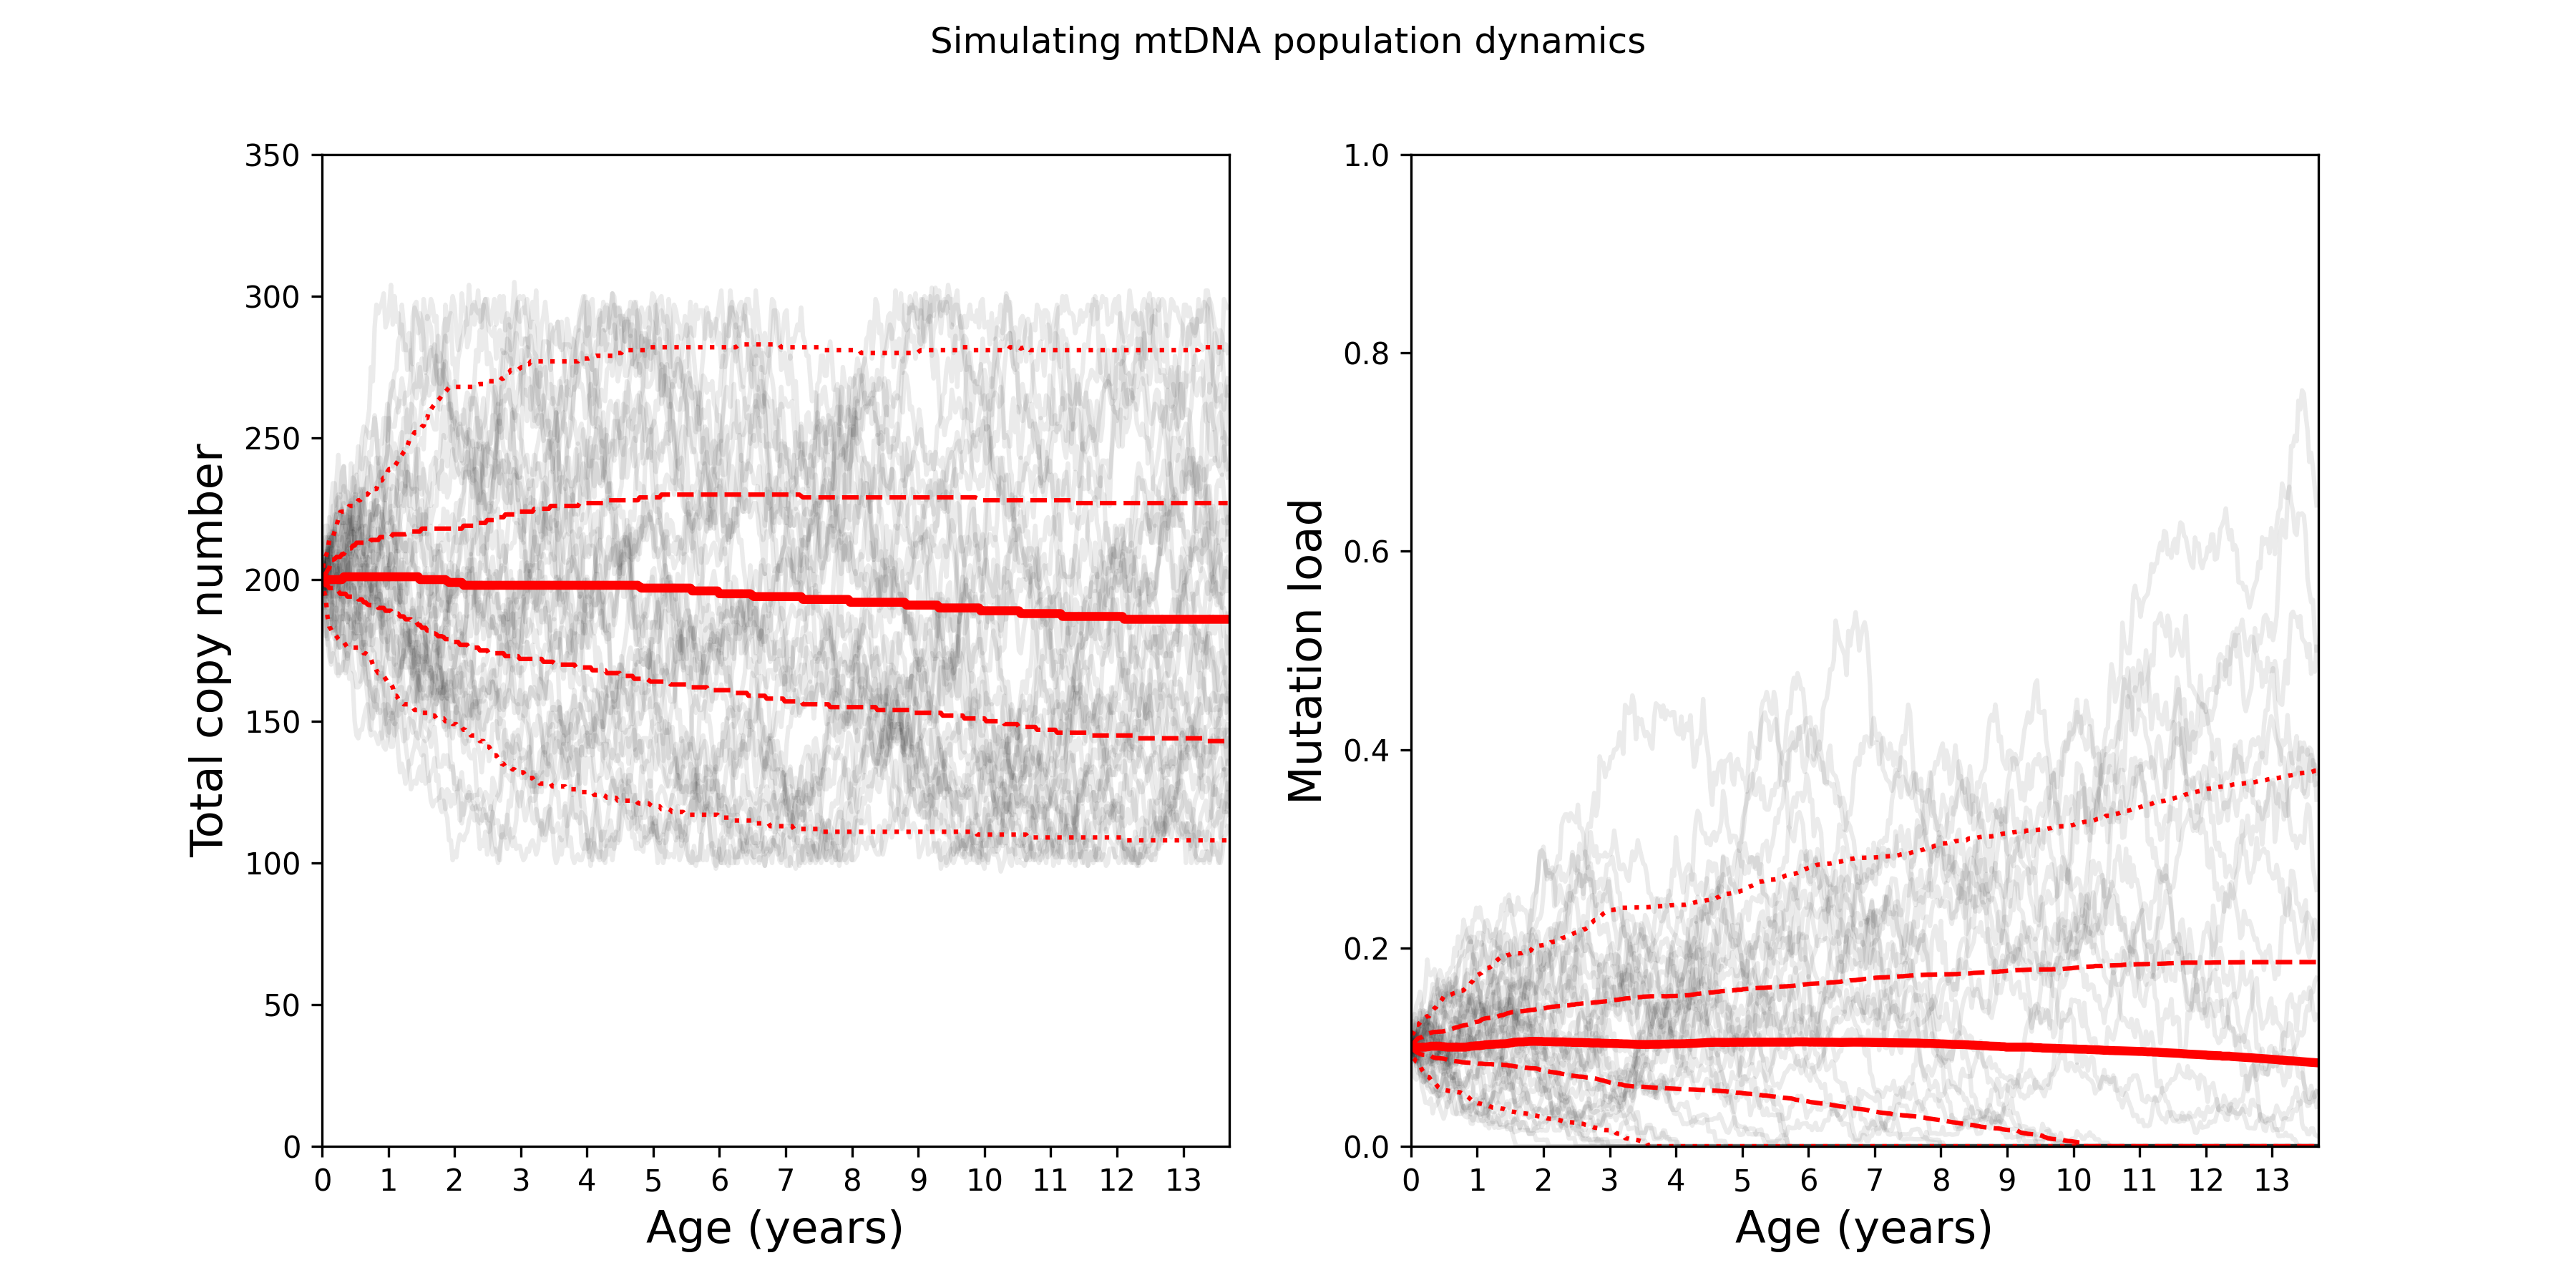 Simulating mtDNA population dynamics
Total copy number
350
300
250
200
150
100
50
0
0 1 2 3 4 5 6 7 8 9 10 11 12 13
Age (years)
Mutation load
1.0
0.8
0.6
0.4
0.2
0.0
0 1 2 3 4 5 6 7 8 9 10 11 12 13
Age (years)